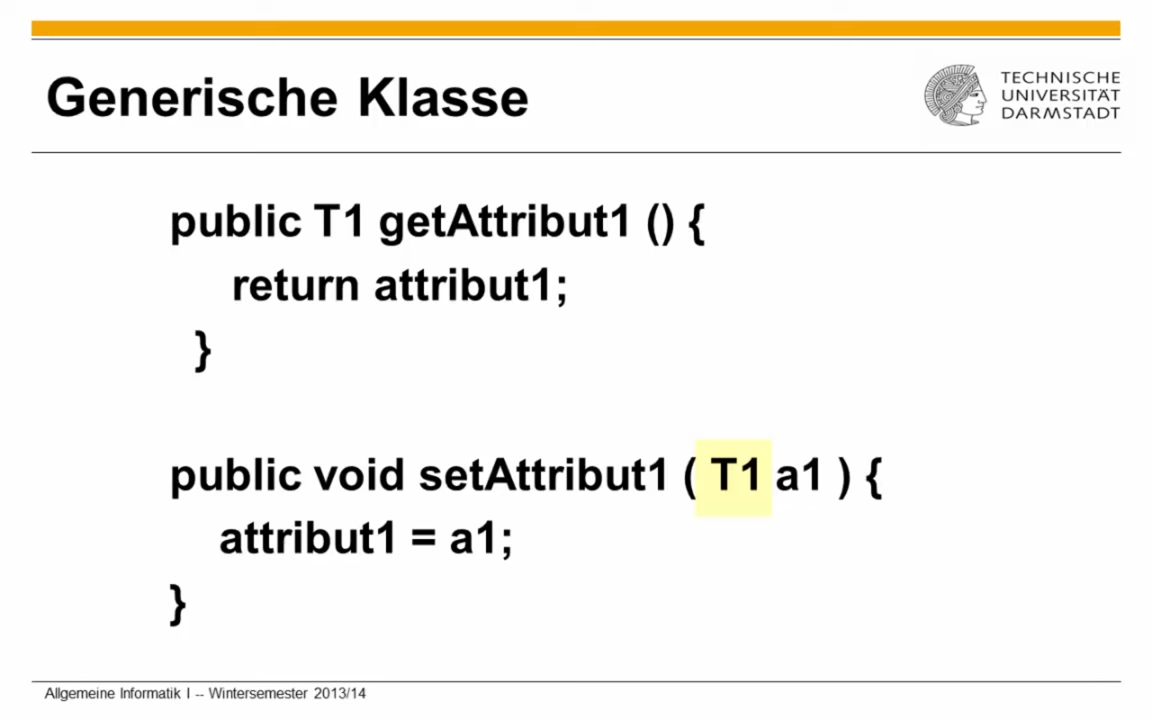 Generische Klasse
TECHNISCHE
UNIVERSITÄT
DARMSTADT
public T1 getAttribut1 () {
return attribut1;
}
public void setAttribut1 ( T1 a1 ) {
attribut1 = a1;
}
Allgemeine Informatik I -- Wintersemester 2013/14